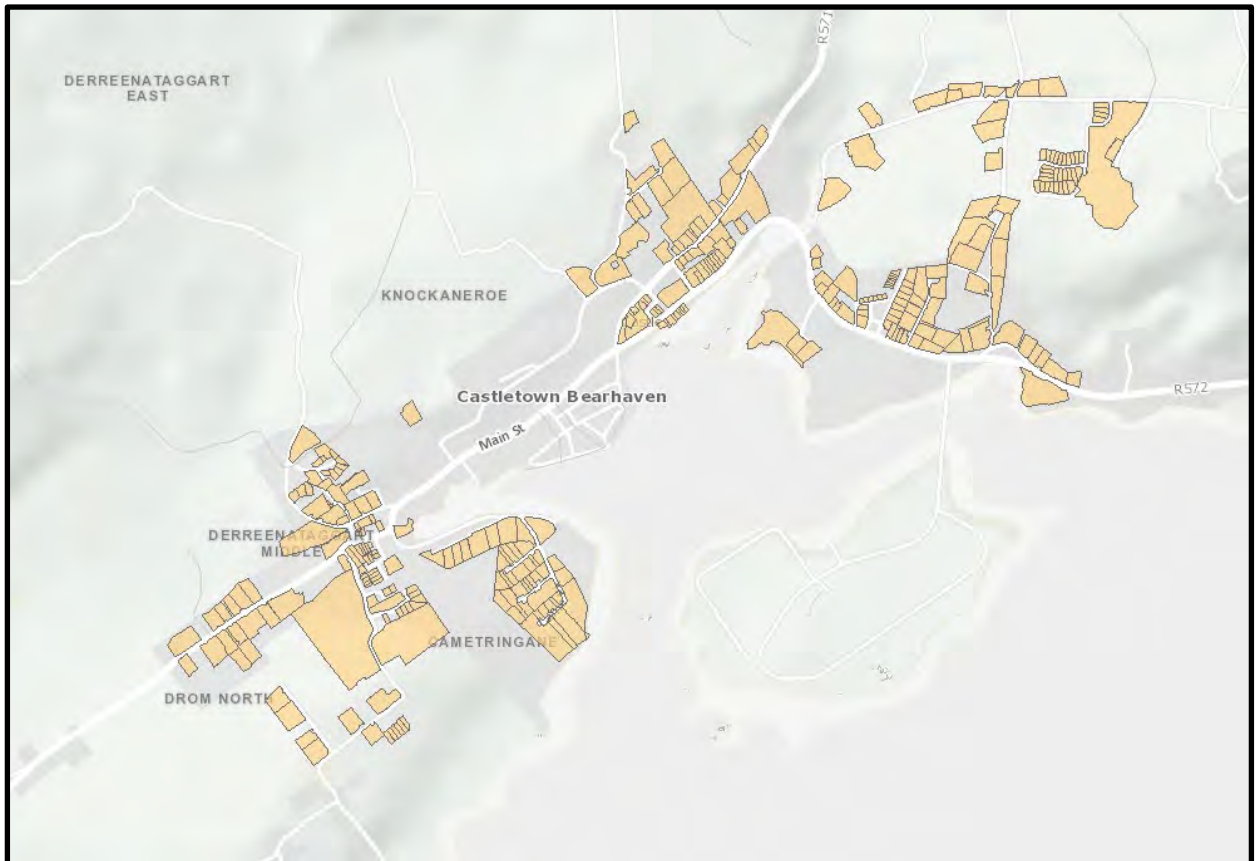 R571
DERREENATAGGART
EAST
KNOCKANEROE
Castletown Bearhaven
R572
Main St
DERREENATAGGART
MIDDLE
CAMETRINGANE
DROM NORTH